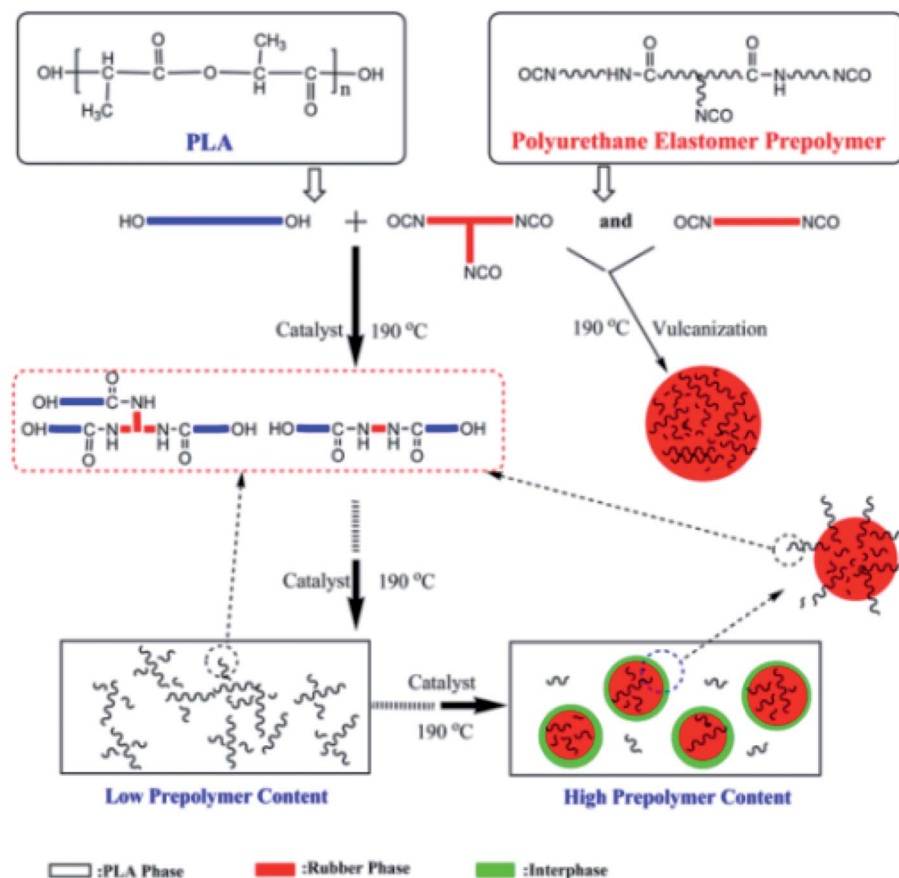 O
CH₃
OH
H
C
C
O
C
H
C
OH
n
H₃C
O
PLA
O
O
OCN
HN
C
C
N
H
NCO
NCO
Polyurethane Elastomer Prepolymer
HO
OH
+
OCN
NCO
NCO
and
OCN
NCO
Catalyst
190 °C
190 °C
Vulcanization
O
OH
C
NH
OH
C
O
N
H
N
H
C
O
OH
HO
C
O
N
H
N
H
C
O
OH
Catalyst
190 °C
Catalyst
190 °C
Low Prepolymer Content
High Prepolymer Content
:PLA Phase
:Rubber Phase
:Interphase